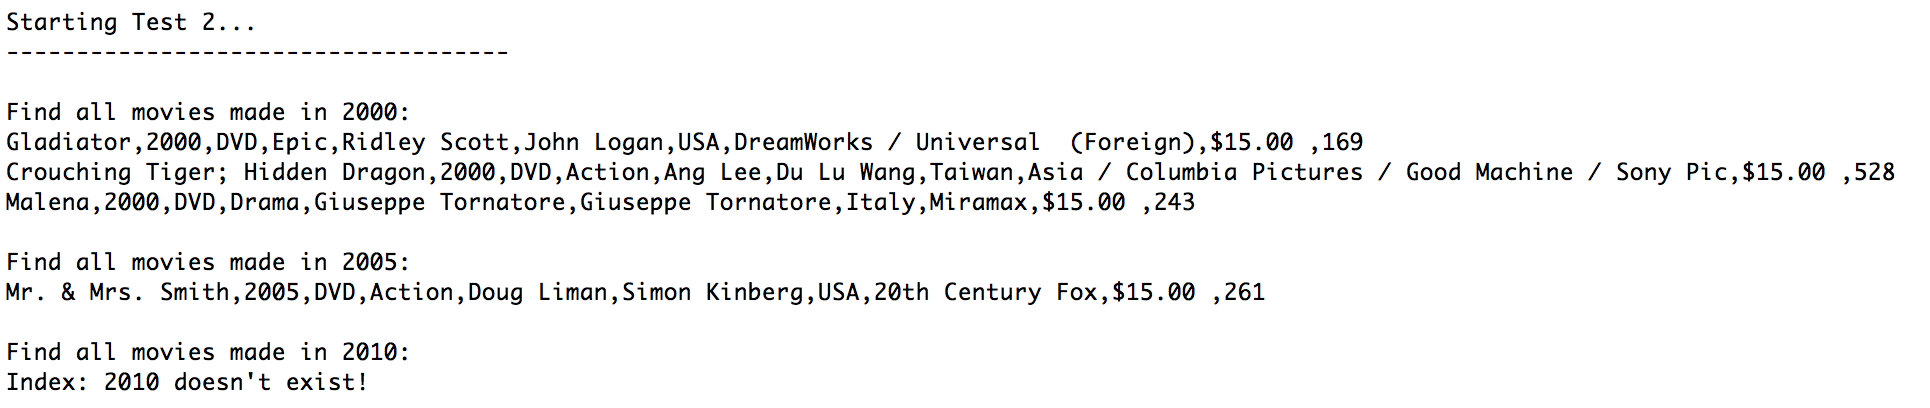 Starting Test 2...
------------------------------------
Find all movies made in 2000:
Gladiator,2000,DVD,Epic,Ridley Scott,John Logan,USA,DreamWorks / Universal  (Foreign),$15.00 ,169
Crouching Tiger; Hidden Dragon,2000,DVD,Action,Ang Lee,Du Lu Wang,Taiwan,Asia / Columbia Pictures / Good Machine / Sony Pic,$15.00 ,528
Malena,2000,DVD,Drama,Giuseppe Tornatore,Giuseppe Tornatore,Italy,Miramax,$15.00 ,243
Find all movies made in 2005:
Mr. & Mrs. Smith,2005,DVD,Action,Doug Liman,Simon Kinberg,USA,20th Century Fox,$15.00 ,261
Find all movies made in 2010:
Index: 2010 doesn't exist!